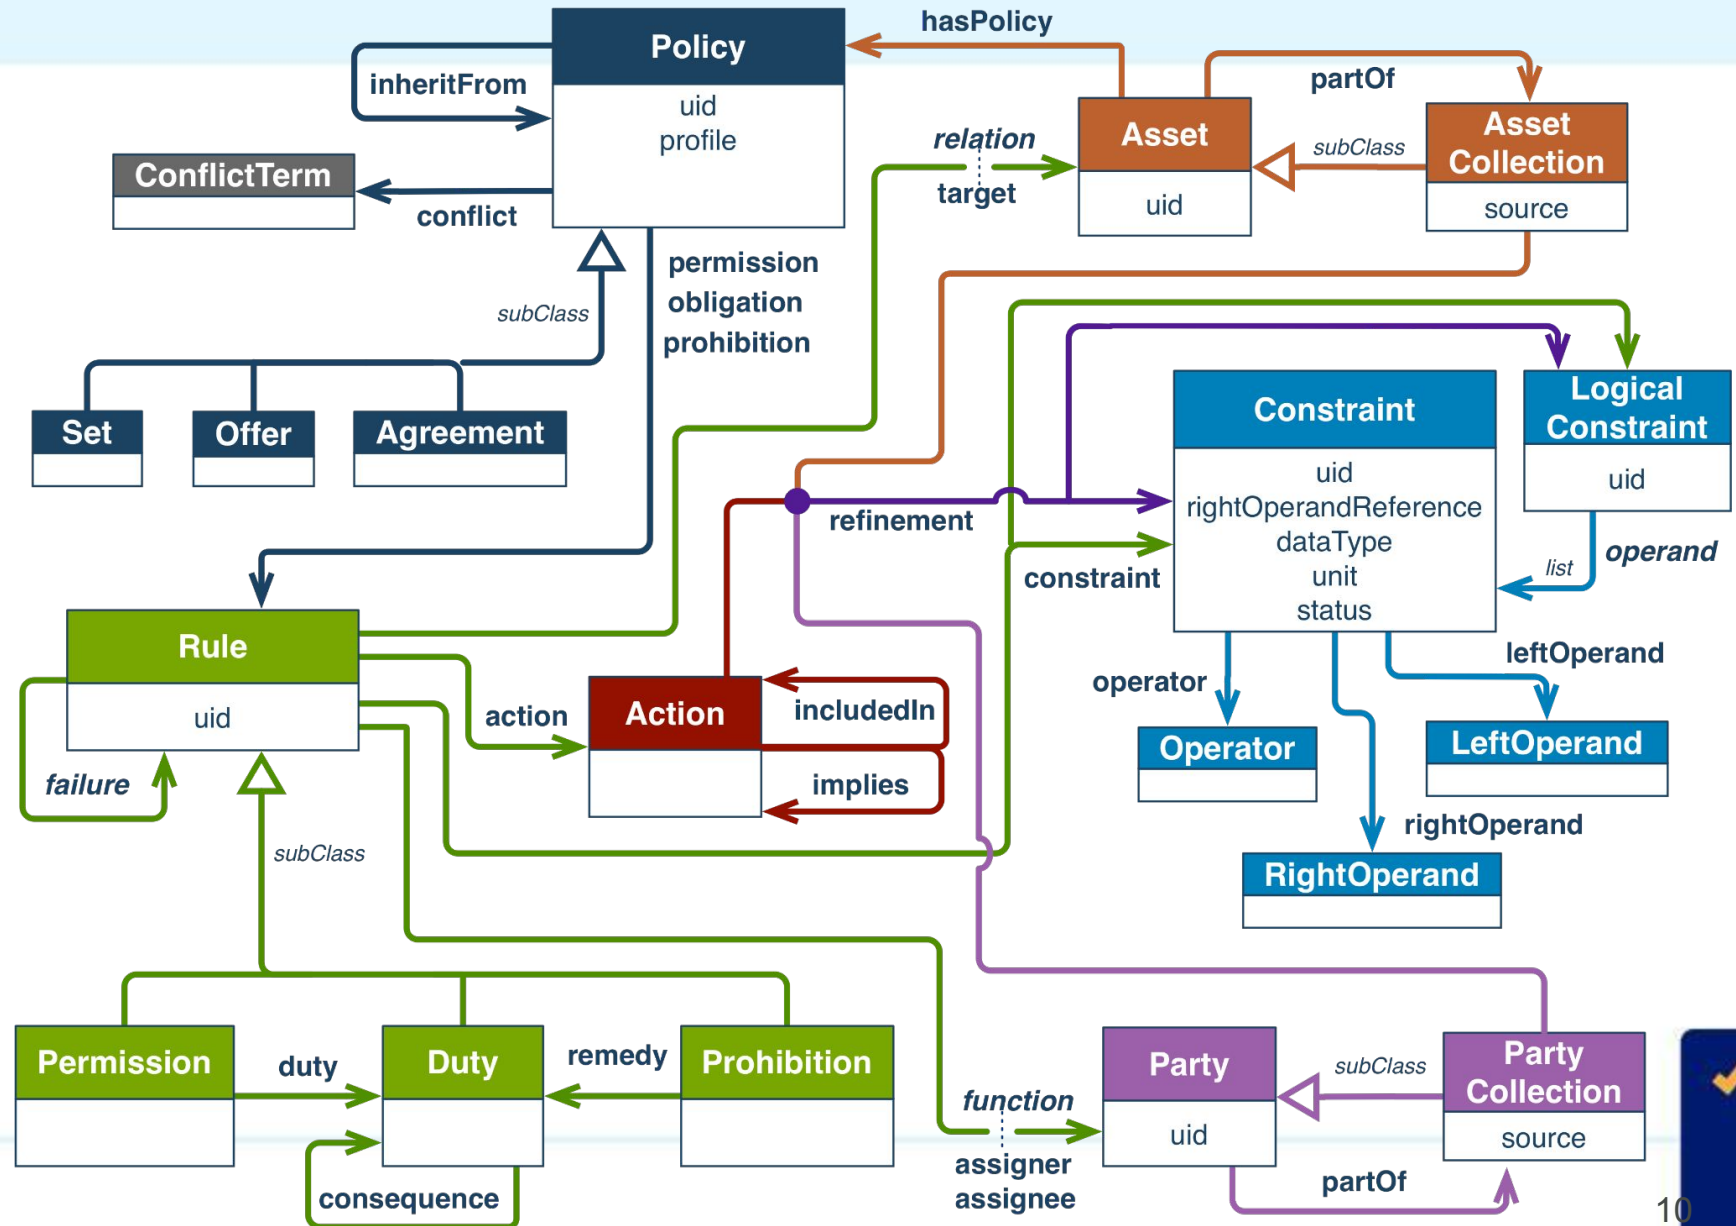 hasPolicy
Policy
inheritFrom
uid
profile
partOf
Asset
uid
relation
target
subClass
Asset
Collection
source
ConflictTerm
conflict
permission
obligation
prohibition
subClass
Set
Offer
Agreement
Constraint
uid
rightOperandReference
dataType
unit
status
Logical
Constraint
uid
refinement
constraint
operand
list
leftOperand
operator
Operator
LeftOperand
rightOperand
RightOperand
Rule
uid
failure
action
Action
includedIn
implies
subClass
Permission
duty
Duty
remedy
Prohibition
consequence
function
assigner
assignee
Party
uid
subClass
Party
Collection
source
partOf
10